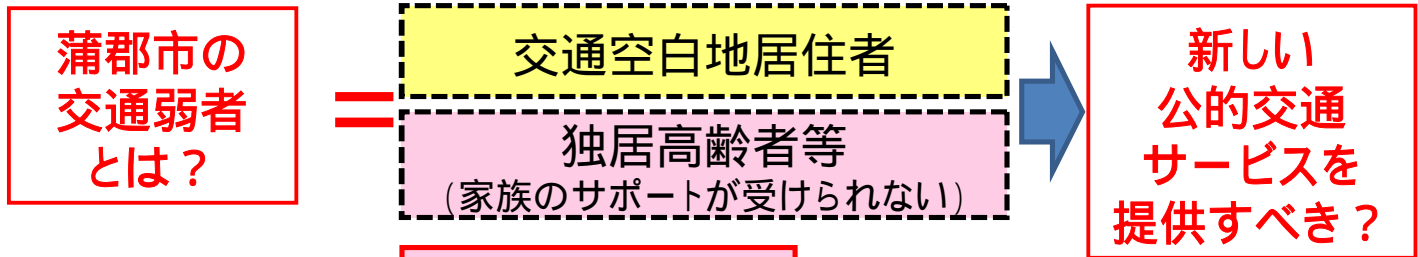 蒲郡市の
交通弱者
とは？
＝
交通空白地居住者
独居高齢者等
（家族のサポートが受けられない）
新しい
公的交通
サービスを
提供すべき？